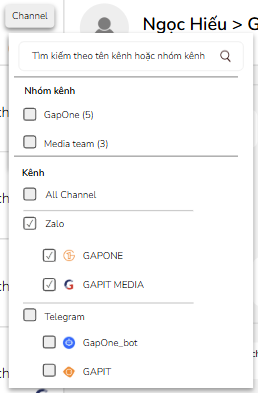 Channel
Ngọc Hiếu > G
Tìm kiếm theo tên kênh hoặc nhóm kênh
Nhóm kênh
GapOne (5)
Media team (3)
Kênh
All Channel
Zalo
GAPONE
GAPIT MEDIA
Telegram
GapOne_bot
GAPIT